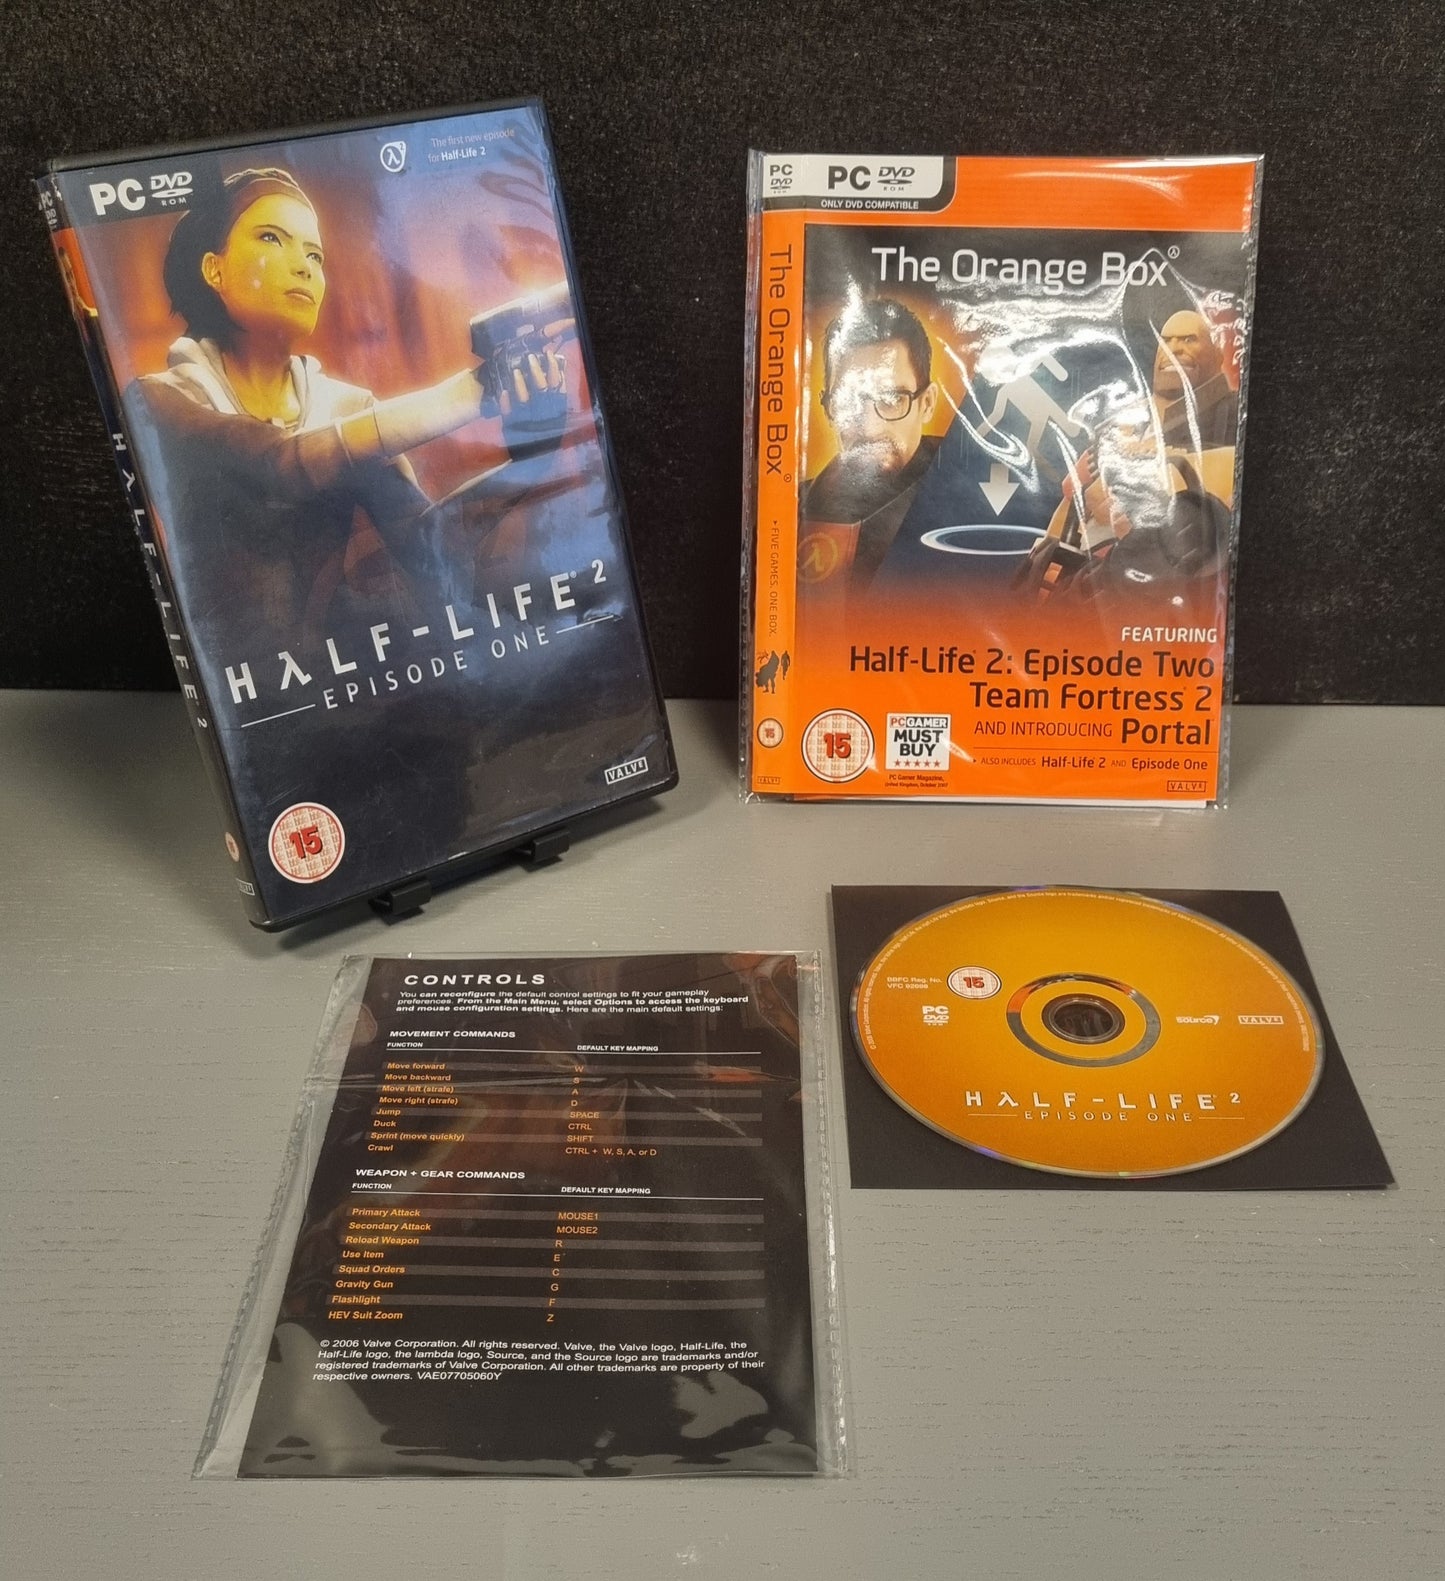 PC DVD
ROM
The first new episode
for Half-Life 2
HλLF-LIFE® 2
EPISODE ONE
VALVE
15
HλLF-LIFE 2
PC
DVD
ROM
PC DVD
ROM
ONLY DVD COMPATIBLE
The Orange Box
FEATURING
Half-Life® 2: Episode Two
Team Fortress® 2
AND INTRODUCING Portal
ALSO INCLUDES Half-Life® 2 AND Episode One
15
PC GAMER
MUST
BUY
★★★★★
PC Gamer Magazine,
United Kingdom, October 2007
VALVE
The Orange Box®
FIVE GAMES. ONE BOX.
15
VALVE
CONTROLS
You can reconfigure the default control settings to fit your gameplay
preferences. From the Main Menu, select Options to access the keyboard
and mouse configuration settings. Here are the main default settings:
MOVEMENT COMMANDS
FUNCTION DEFAULT KEY MAPPING
Move forward W
Move backward S
Move left (strafe) A
Move right (strafe) D
Jump SPACE
Duck CTRL
Sprint (move quickly) SHIFT
Crawl CTRL + W, S, A, or D
WEAPON + GEAR COMMANDS
FUNCTION DEFAULT KEY MAPPING
Primary Attack MOUSE1
Secondary Attack MOUSE2
Reload Weapon R
Use Item E
Squad Orders C
Gravity Gun G
Flashlight F
HEV Suit Zoom Z
© 2006 Valve Corporation. All rights reserved. Valve, the Valve logo, Half-Life, the
Half-Life logo, the lambda logo, Source, and the Source logo are trademarks and/or
registered trademarks of Valve Corporation. All other trademarks are property of their
respective owners. VAE07705060Y
BBFC Reg. No.
15
PC
DVD
ROM
source
VALVE
HλLF-LIFE® 2
EPISODE ONE